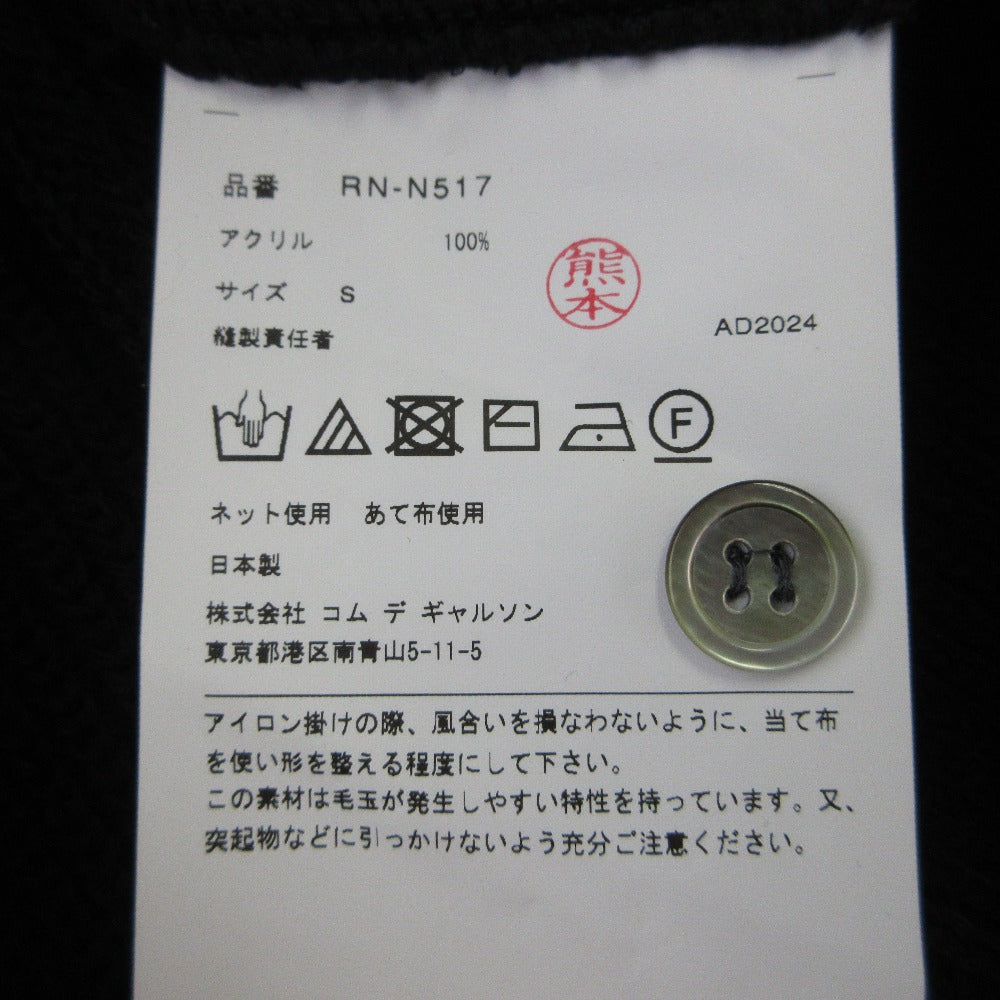 品番 RN-N517
アクリル 100%
サイズ S
熊本
AD2024
縫製責任者
F
ネット使用 あて布使用
日本製
株式会社 コム デ ギャルソン
東京都港区南青山5-11-5
アイロン掛けの際、風合いを損なわないように、当て布
を使い形を整える程度にして下さい。
この素材は毛玉が発生しやすい特性を持っています。又、
突起物などに引っかけないよう充分ご注意ください。